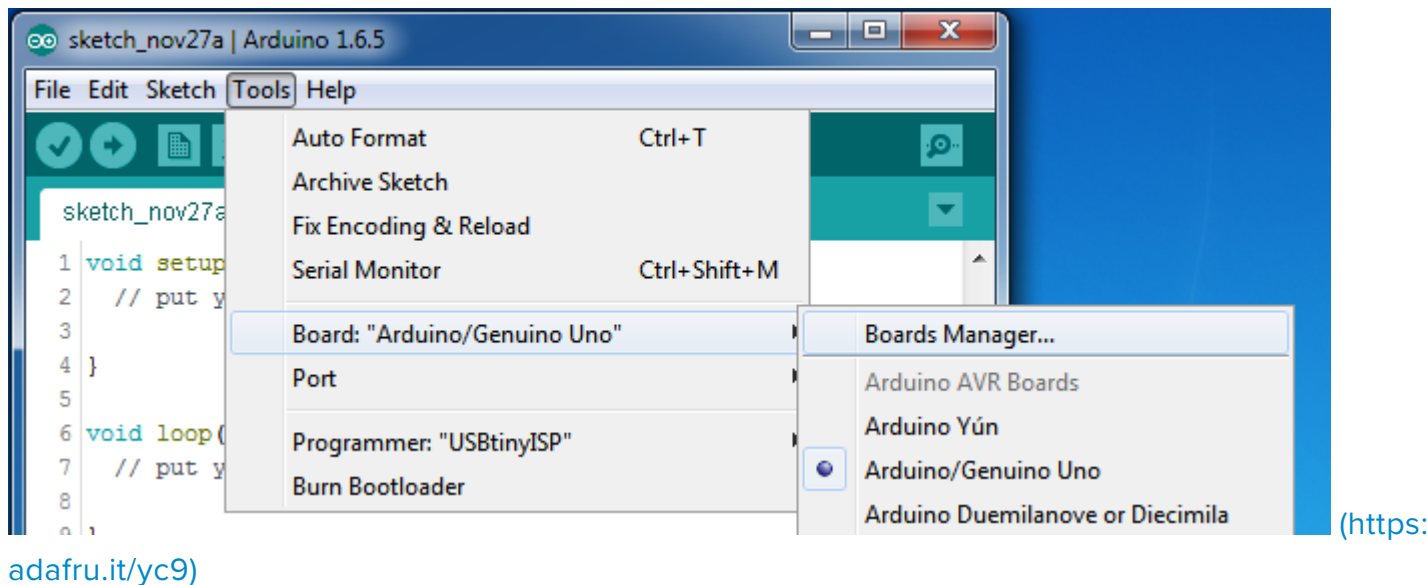 sketch_nov27a | Arduino 1.6.5
File Edit Sketch Tools Help
Auto Format Ctrl+T
Archive Sketch
sketch_nov27a
Fix Encoding & Reload
1 void setup
Serial Monitor Ctrl+Shift+M
2 // put y
3
Board: "Arduino/Genuino Uno"
Boards Manager...
4 }
Port
Arduino AVR Boards
5
6 void loop(
Arduino Yún
Programmer: "USBtinyISP"
7 // put y
Arduino/Genuino Uno
8
Burn Bootloader
Arduino Duemilanove or Diecimila
(https:
adafru.it/yc9)